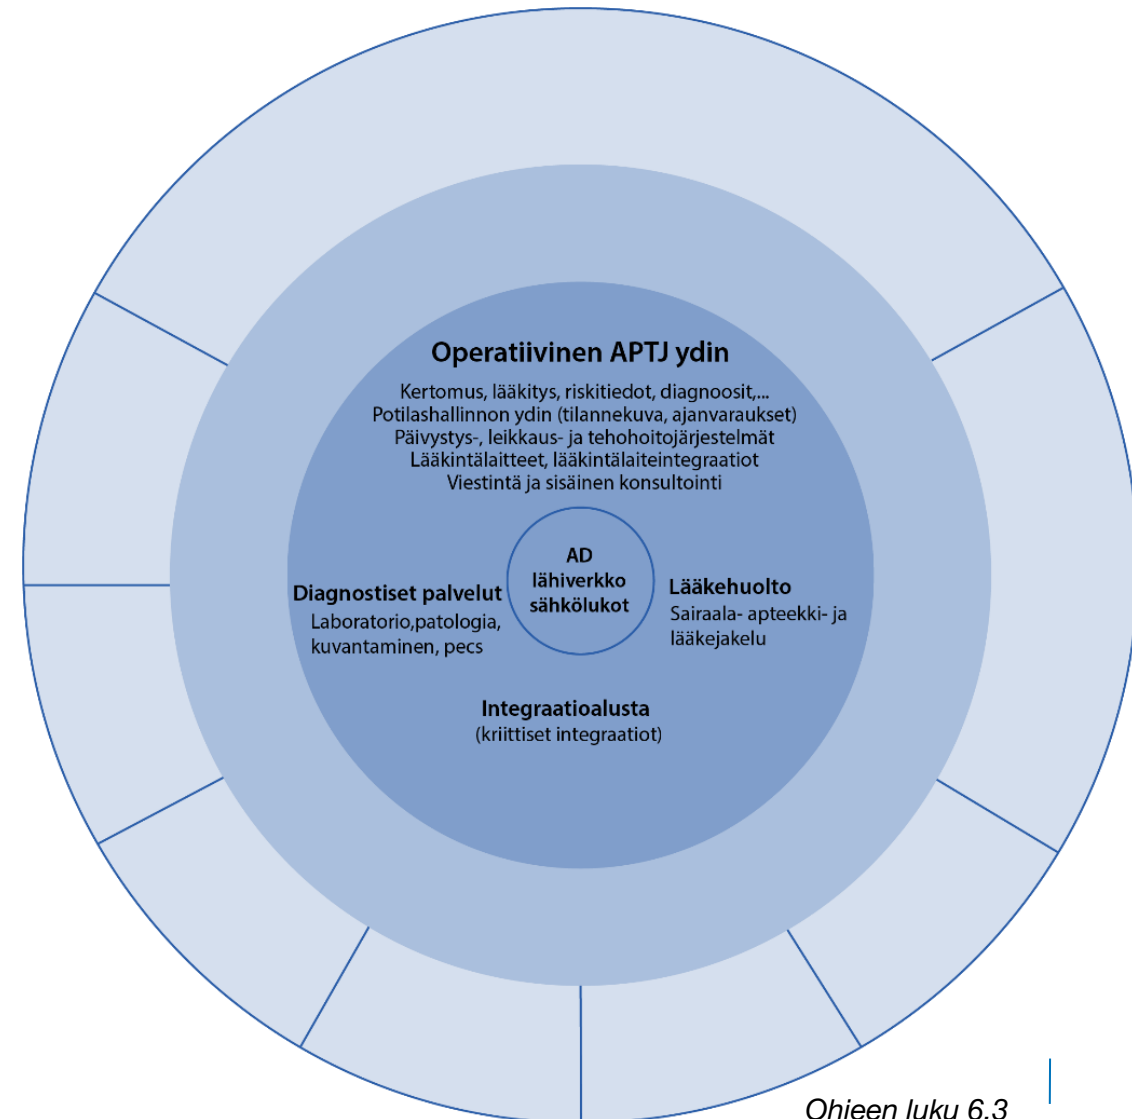 Operatiivinen APTJ ydin
Kertomus, lääkitys, riskitiedot, diagnoosit,...
Potilashallinnon ydin (tilannekuva, ajanvaraukset)
Päivystys-, leikkaus- ja tehohoitojärjestelmät
Lääkintälaitteet, lääkintälaiteintegraatiot
Viestintä ja sisäinen konsultointi
AD
lähiverkko
sähkölukot
Diagnostiset palvelut
Laboratorio,patologia,
kuvantaminen, pecs
Lääkehuolto
Sairaala- apteekki- ja
lääkejakelu
Integraatioalusta
(kriittiset integraatiot)
Ohjeen luku 6.3